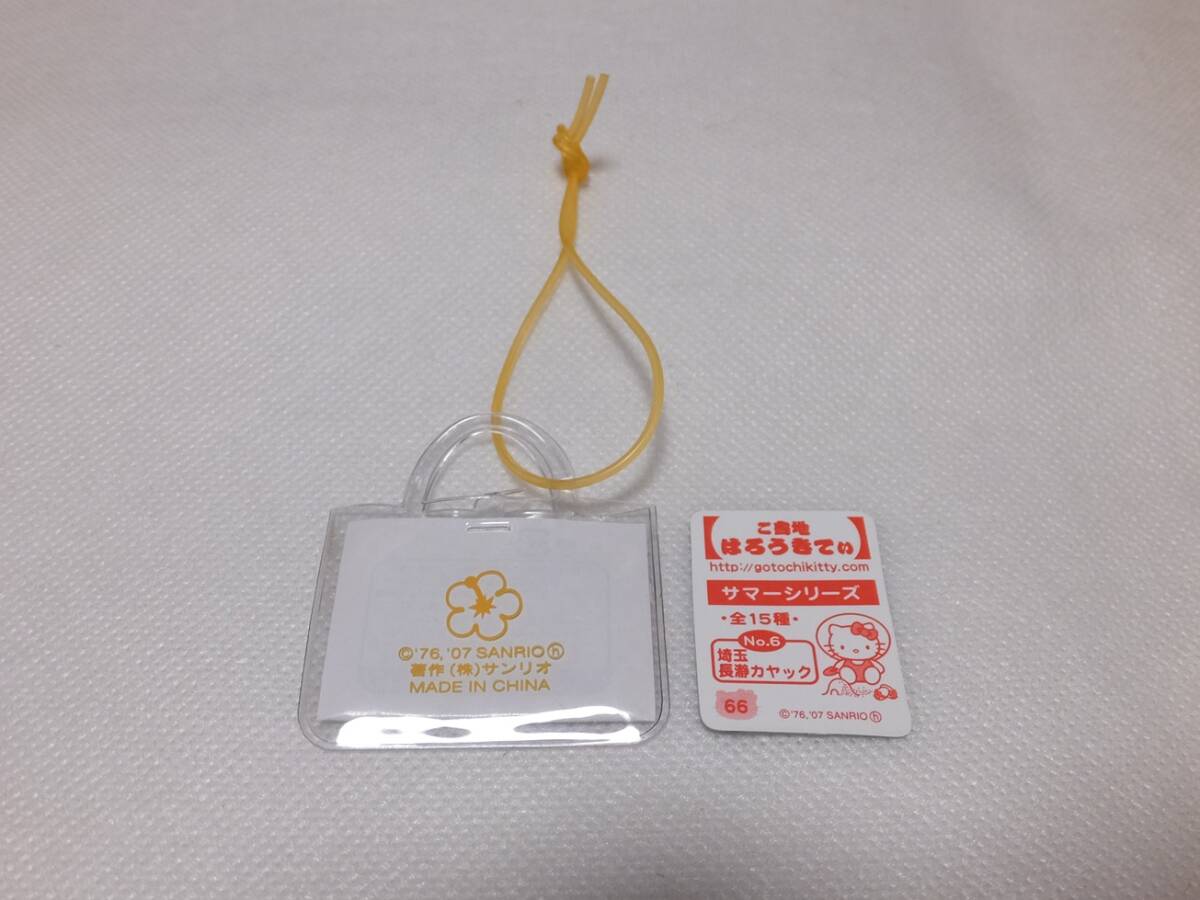 ©'76,'07 SANRIO ⓗ
著作(株)サンリオ
MADE IN CHINA
ご当地
はろうきてぃ
http://gotochikitty.com
サマーシリーズ
・全15種・
No.6
埼玉
長瀞カヤック
66
©'76,'07 SANRIO ⓗ